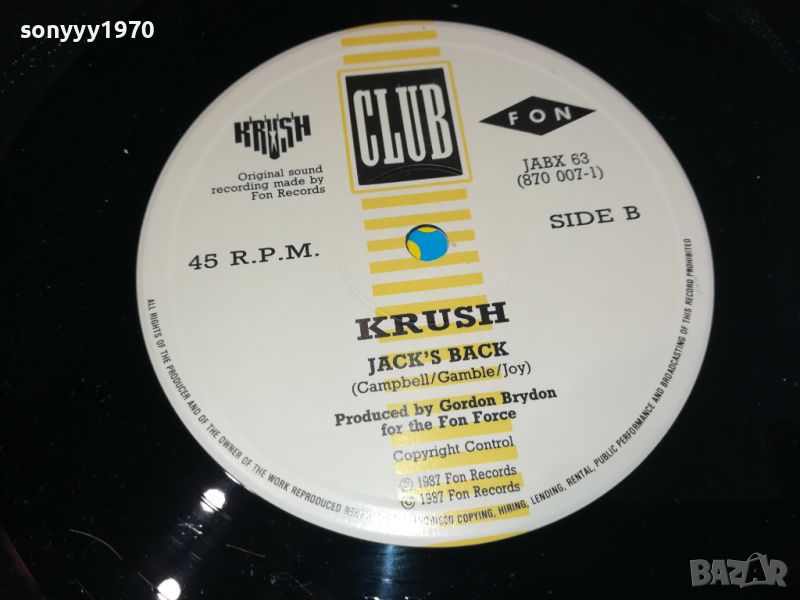 sonyyy1970
KRUSH
CLUB
FON
Original sound
recording made by
Fon Records
JABX 63
(870 007-1)
45 R.P.M.
SIDE B
KRUSH
JACK'S BACK
(Campbell/Gamble/Joy)
Produced by Gordon Brydon
for the Fon Force
Copyright Control
℗ 1987 Fon Records
© 1987 Fon Records
ALL RIGHTS OF THE PRODUCER AND OF THE OWNER OF THE WORK REPRODUCED COPYING, HIRING, LENDING, RENTAL, PUBLIC PERFORMANCE AND BROADCASTING OF THIS RECORD PROHIBITED
BAZAR